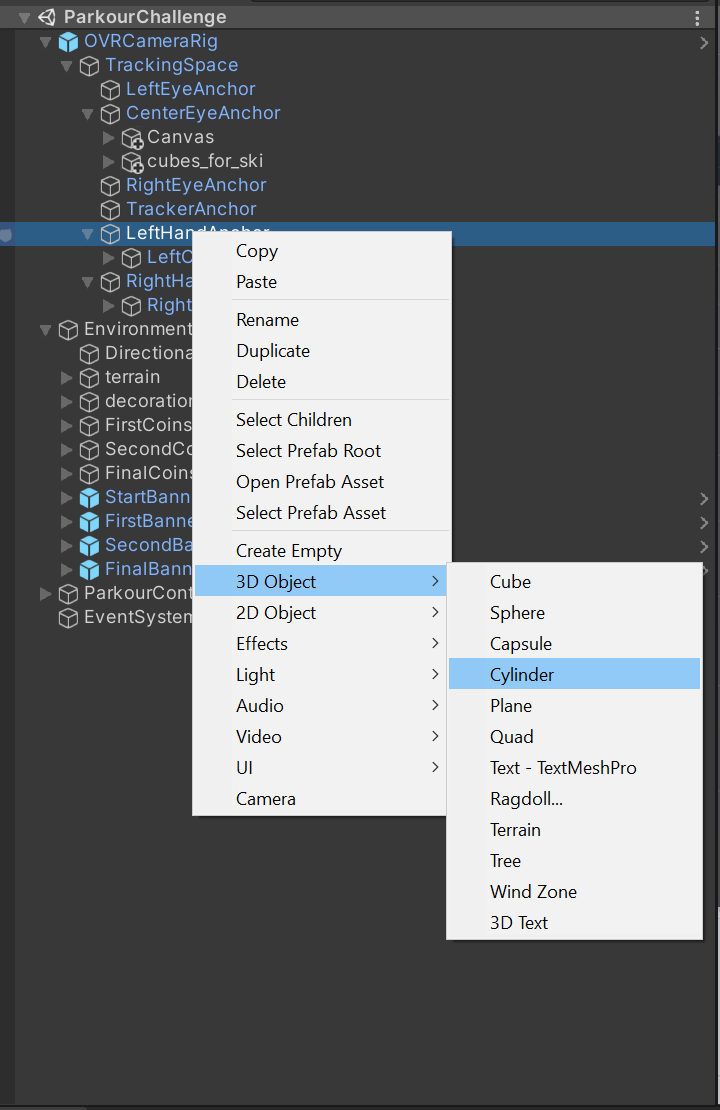 ParkourChallenge
OVRCameraRig
TrackingSpace
LeftEyeAnchor
CenterEyeAnchor
Canvas
cubes_for_ski
RightEyeAnchor
TrackerAnchor
LeftHandAnchor
LeftC
RightHa
Right
Environment
Directiona
terrain
decoration
FirstCoins
SecondCo
FinalCoins
StartBann
FirstBanne
SecondBa
FinalBann
ParkourCont
EventSystem
Copy
Paste
Rename
Duplicate
Delete
Select Children
Select Prefab Root
Open Prefab Asset
Select Prefab Asset
Create Empty
3D Object
2D Object
Effects
Light
Audio
Video
UI
Camera
Cube
Sphere
Capsule
Cylinder
Plane
Quad
Text - TextMeshPro
Ragdoll...
Terrain
Tree
Wind Zone
3D Text